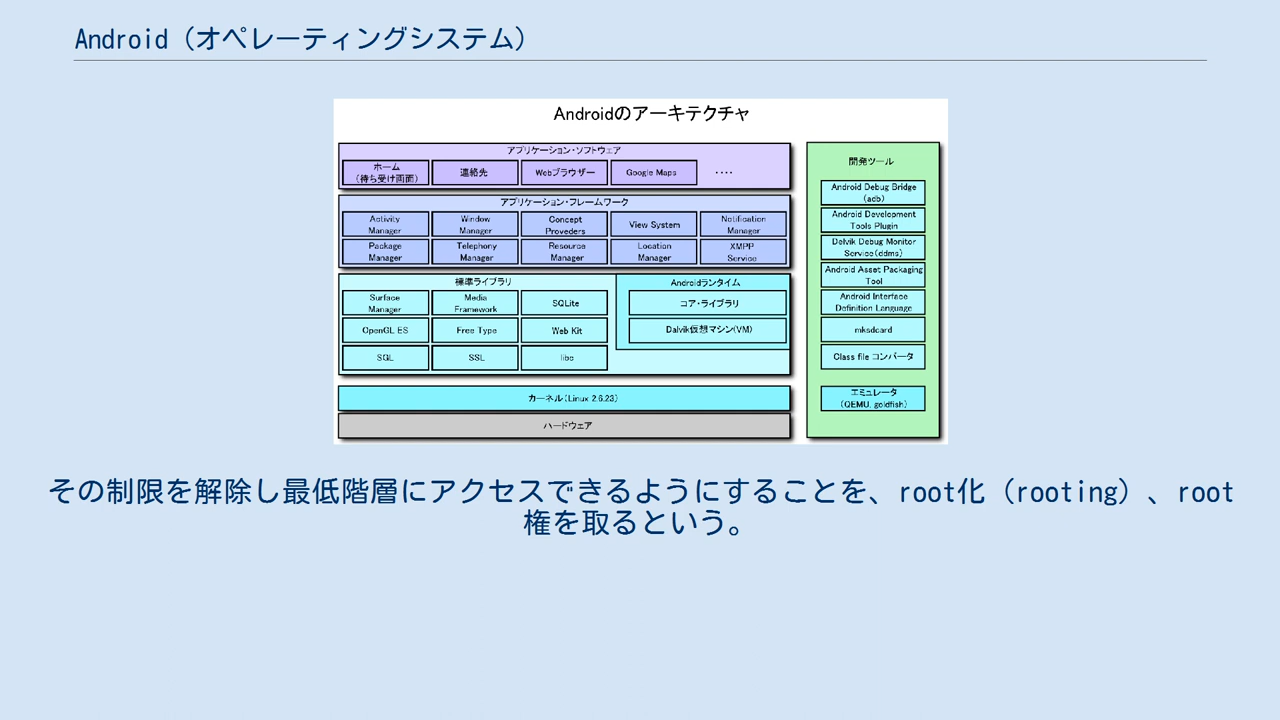 Android（オペレーティングシステム）
Androidのアーキテクチャ
アプリケーション・ソフトウェア
ホーム
（待ち受け画面）
連絡先
Webブラウザー
Google Maps
....
アプリケーション・フレームワーク
Activity
Manager
Window
Manager
Concept
Proveders
View System
Notification
Manager
Package
Manager
Telephony
Manager
Resource
Manager
Location
Manager
XMPP
Service
標準ライブラリ
Surface
Manager
Media
Framework
SQLite
OpenGL ES
Free Type
Web Kit
SGL
SSL
libc
Androidランタイム
コア・ライブラリ
Dalvik仮想マシン(VM)
カーネル（Linux 2.6.23）
ハードウェア
開発ツール
Android Debug Bridge
(adb)
Android Development
Tools Plugin
Delvik Debug Monitor
Service(ddms)
Android Asset Packaging
Tool
Android Interface
Definition Language
mksdcard
Class file コンバータ
エミュレータ
(QEMU, goldfish)
その制限を解除し最低階層にアクセスできるようにすることを、root化（rooting）、root
権を取るという。